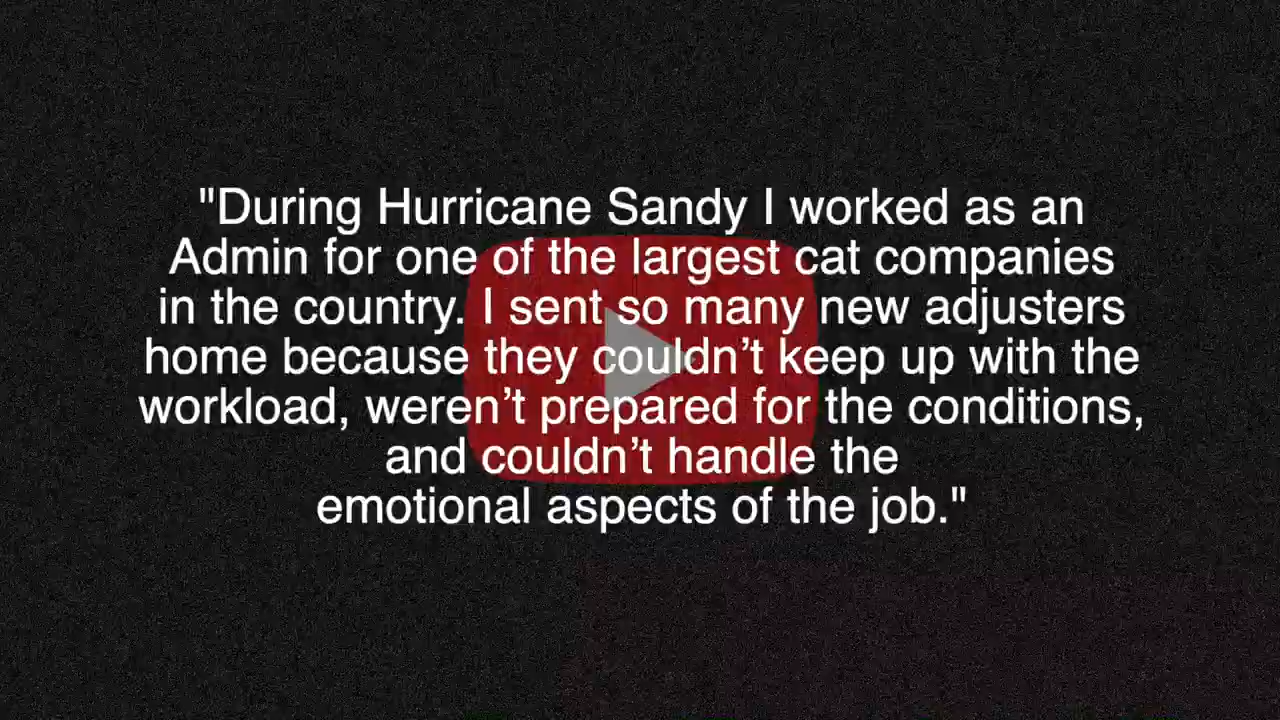 "During Hurricane Sandy I worked as an
Admin for one of the largest cat companies
in the country. I sent so many new adjusters
home because they couldn’t keep up with the
workload, weren’t prepared for the conditions,
and couldn’t handle the
emotional aspects of the job."